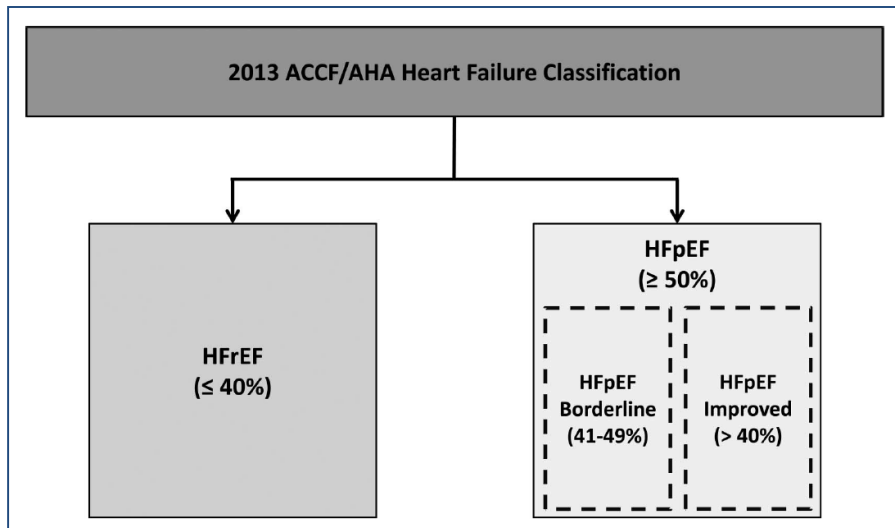 2013 ACCF/AHA Heart Failure Classification
HFrEF
(≤ 40%)
HFpEF
(≥ 50%)
HFpEF
Borderline
(41-49%)
HFpEF
Improved
(> 40%)